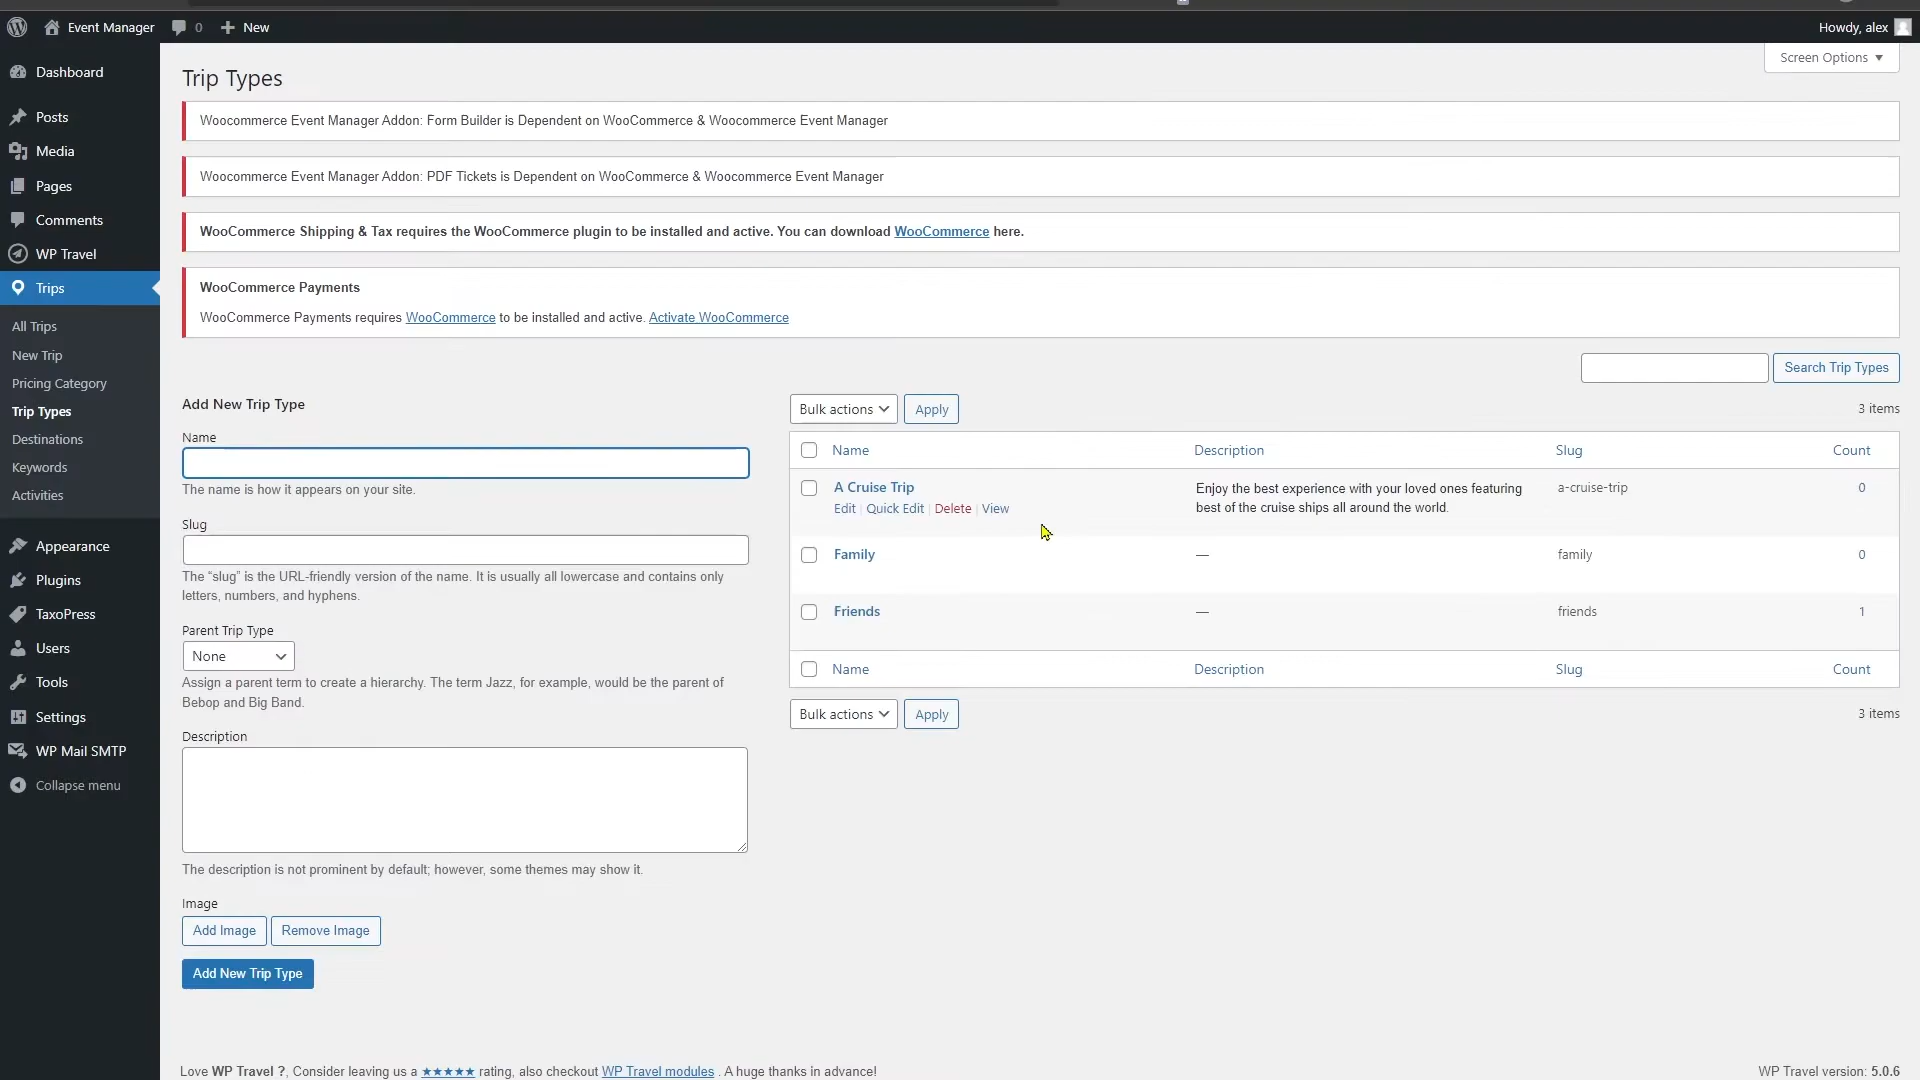 Event Manager
0
New
Howdy, alex
Dashboard
Posts
Media
Pages
Comments
WP Travel
Trips
All Trips
New Trip
Pricing Category
Trip Types
Destinations
Keywords
Activities
Appearance
Plugins
TaxoPress
Users
Tools
Settings
WP Mail SMTP
Collapse menu
Screen Options
Trip Types
Woocommerce Event Manager Addon: Form Builder is Dependent on WooCommerce & Woocommerce Event Manager
Woocommerce Event Manager Addon: PDF Tickets is Dependent on WooCommerce & Woocommerce Event Manager
WooCommerce Shipping & Tax requires the WooCommerce plugin to be installed and active. You can download WooCommerce here.
WooCommerce Payments
WooCommerce Payments requires WooCommerce to be installed and active. Activate WooCommerce
Search Trip Types
Add New Trip Type
Name
The name is how it appears on your site.
Slug
The “slug” is the URL-friendly version of the name. It is usually all lowercase and contains only
letters, numbers, and hyphens.
Parent Trip Type
None
Assign a parent term to create a hierarchy. The term Jazz, for example, would be the parent of
Bebop and Big Band.
Description
The description is not prominent by default; however, some themes may show it.
Image
Add Image Remove Image
Add New Trip Type
Bulk actions Apply 3 items
Name Description Slug Count
A Cruise Trip Enjoy the best experience with your loved ones featuring a-cruise-trip 0
Edit | Quick Edit | Delete | View best of the cruise ships all around the world.
Family — family 0
Friends — friends 1
Name Description Slug Count
Bulk actions Apply 3 items
Love WP Travel ?, Consider leaving us a ★★★★★ rating, also checkout WP Travel modules . A huge thanks in advance!
WP Travel version: 5.0.6